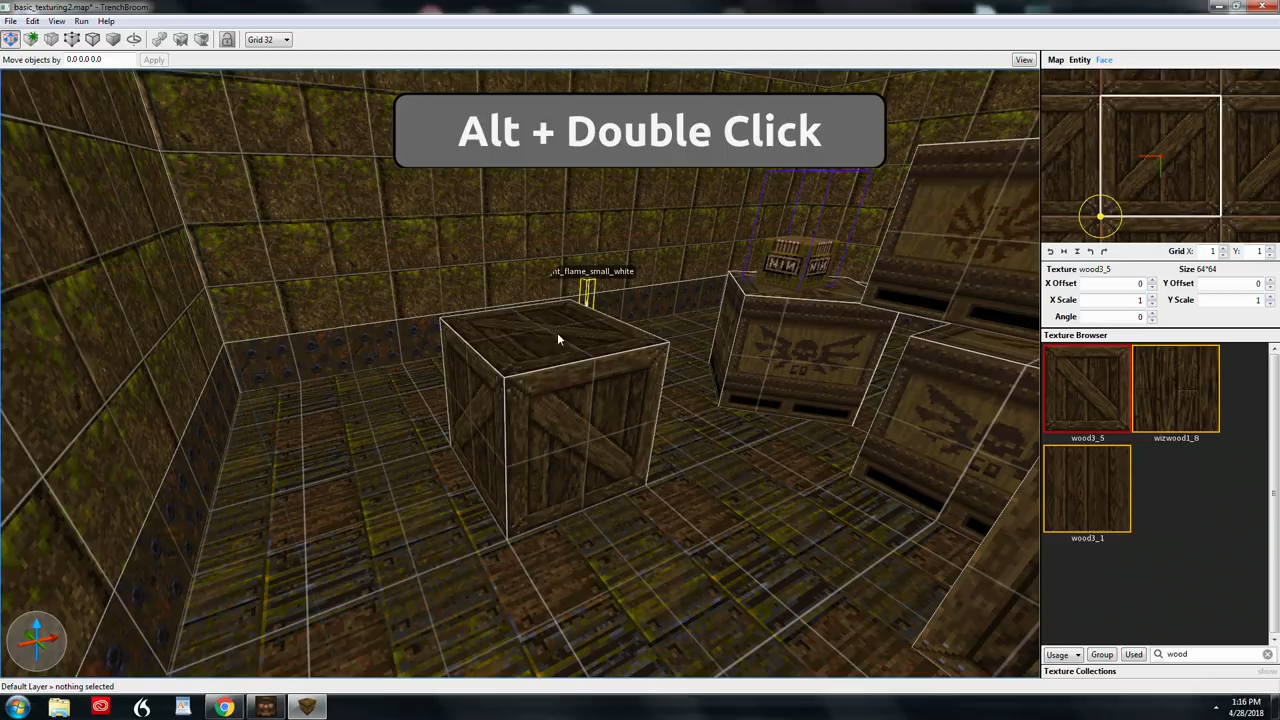 basic_texturing2.map* - TrenchBroom
File Edit View Run Help
Grid 32
Move objects by 0.0 0.0 0.0 Apply View
Map Entity Face
Alt + Double Click
nt_flame_small_white
Grid X: 1 Y: 1
Texture wood3_5 Size 64*64
X Offset 0 Y Offset 0
X Scale 1 Y Scale 1
Angle 0
Texture Browser
wood3_5 wizwood1_8
wood3_1
Usage Group Used wood
Texture Collections show
Default Layer » nothing selected
1:16 PM
4/28/2018